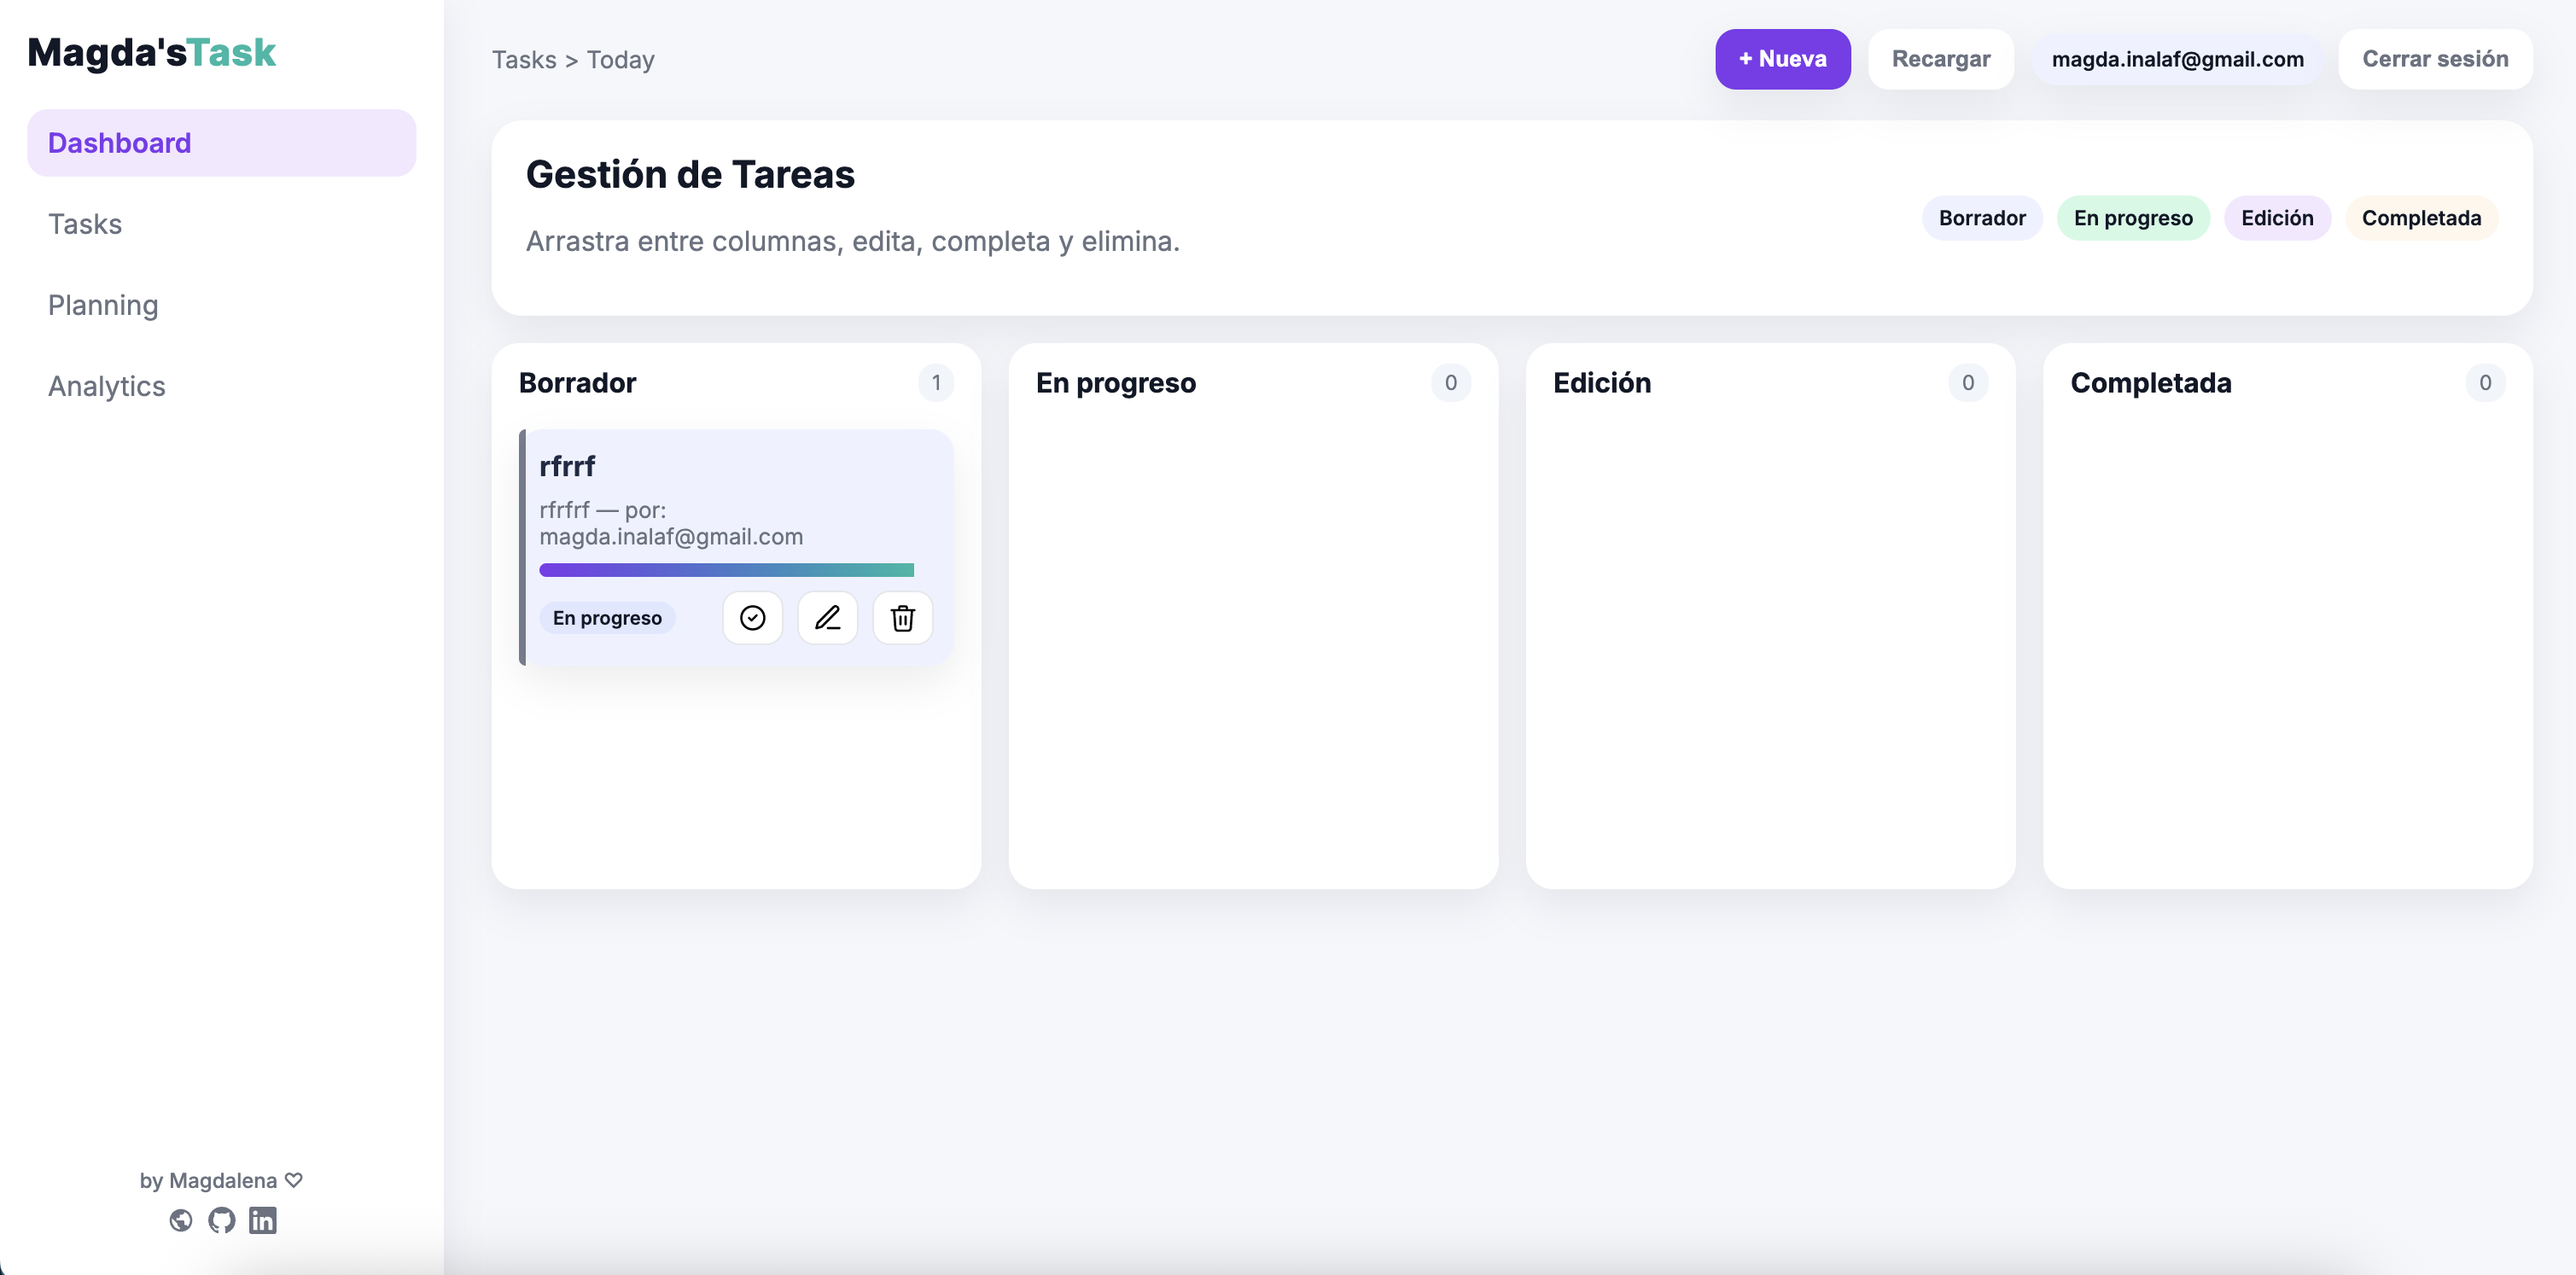 Magda'sTask
Dashboard
Tasks
Planning
Analytics
by Magdalena ♡
Tasks > Today
+ Nueva
Recargar
magda.inalaf@gmail.com
Cerrar sesión
Gestión de Tareas
Arrastra entre columnas, edita, completa y elimina.
Borrador
En progreso
Edición
Completada
Borrador
1
rfrrf
rfrfrf — por:
magda.inalaf@gmail.com
En progreso
En progreso
0
Edición
0
Completada
0